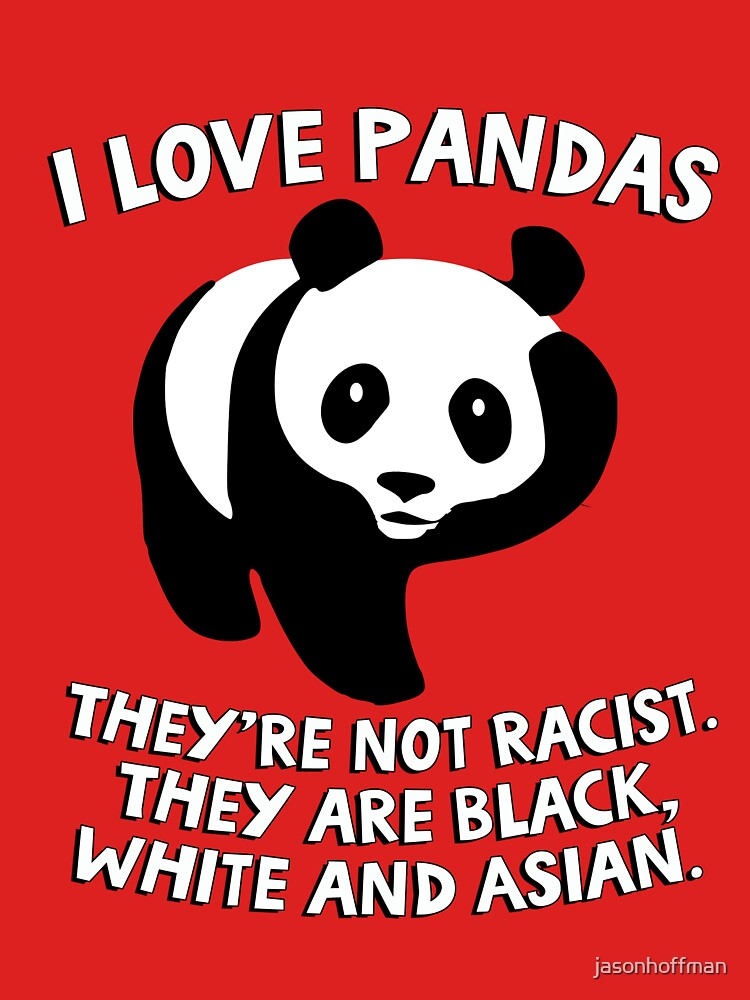 I LOVE PANDAS
THEY'RE NOT RACIST.
THEY ARE BLACK,
WHITE AND ASIAN.
jasonhoffman